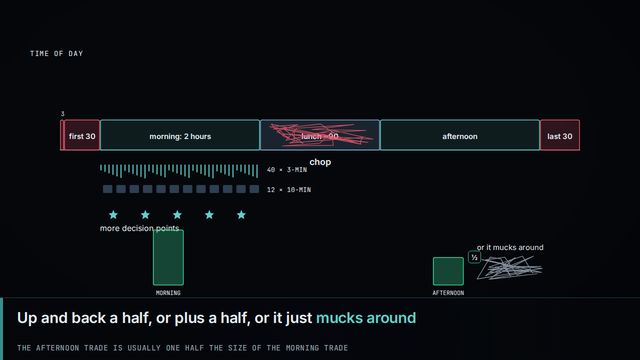 TIME OF DAY
3
first 30
morning: 2 hours
lunch ~90
afternoon
last 30
chop
40 × 3-MIN
12 × 10-MIN
more decision points
or it mucks around
½
MORNING
AFTERNOON
Up and back a half, or plus a half, or it just mucks around
THE AFTERNOON TRADE IS USUALLY ONE HALF THE SIZE OF THE MORNING TRADE